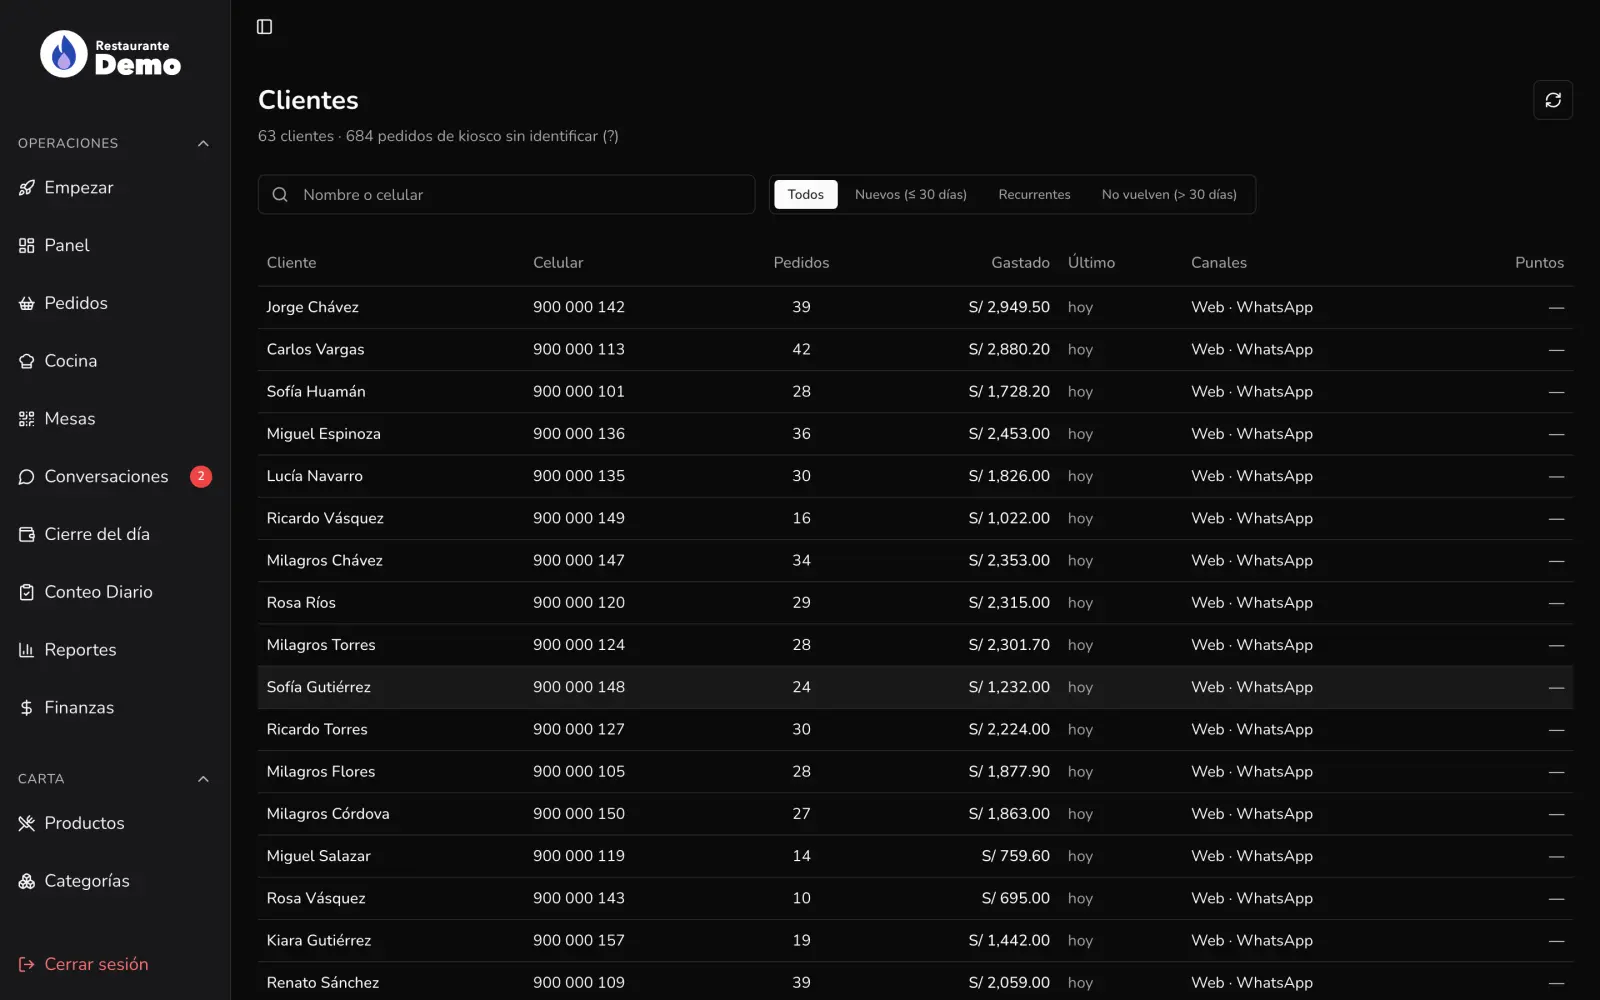 Restaurante
Demo
OPERACIONES
Empezar
Panel
Pedidos
Cocina
Mesas
Conversaciones 2
Cierre del día
Conteo Diario
Reportes
Finanzas
CARTA
Productos
Categorías
Cerrar sesión
Clientes
63 clientes · 684 pedidos de kiosco sin identificar (?)
Nombre o celular
Todos Nuevos (≤ 30 días) Recurrentes No vuelven (> 30 días)
Cliente Celular Pedidos Gastado Último Canales Puntos
Jorge Chávez 900 000 142 39 S/ 2,949.50 hoy Web · WhatsApp —
Carlos Vargas 900 000 113 42 S/ 2,880.20 hoy Web · WhatsApp —
Sofía Huamán 900 000 101 28 S/ 1,728.20 hoy Web · WhatsApp —
Miguel Espinoza 900 000 136 36 S/ 2,453.00 hoy Web · WhatsApp —
Lucía Navarro 900 000 135 30 S/ 1,826.00 hoy Web · WhatsApp —
Ricardo Vásquez 900 000 149 16 S/ 1,022.00 hoy Web · WhatsApp —
Milagros Chávez 900 000 147 34 S/ 2,353.00 hoy Web · WhatsApp —
Rosa Ríos 900 000 120 29 S/ 2,315.00 hoy Web · WhatsApp —
Milagros Torres 900 000 124 28 S/ 2,301.70 hoy Web · WhatsApp —
Sofía Gutiérrez 900 000 148 24 S/ 1,232.00 hoy Web · WhatsApp —
Ricardo Torres 900 000 127 30 S/ 2,224.00 hoy Web · WhatsApp —
Milagros Flores 900 000 105 28 S/ 1,877.90 hoy Web · WhatsApp —
Milagros Córdova 900 000 150 27 S/ 1,863.00 hoy Web · WhatsApp —
Miguel Salazar 900 000 119 14 S/ 759.60 hoy Web · WhatsApp —
Rosa Vásquez 900 000 143 10 S/ 695.00 hoy Web · WhatsApp —
Kiara Gutiérrez 900 000 157 19 S/ 1,442.00 hoy Web · WhatsApp —
Renato Sánchez 900 000 109 39 S/ 2,059.00 hoy Web · WhatsApp —